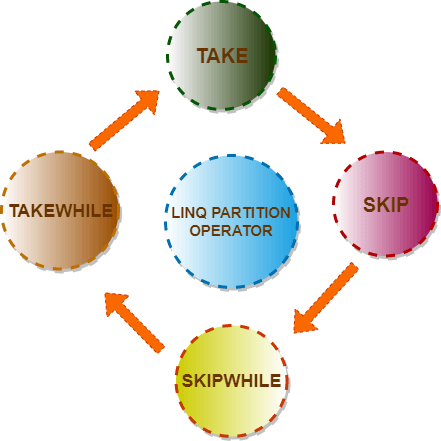 TAKE
SKIP
TAKEWHILE
LINQ PARTITION
OPERATOR
SKIPWHILE